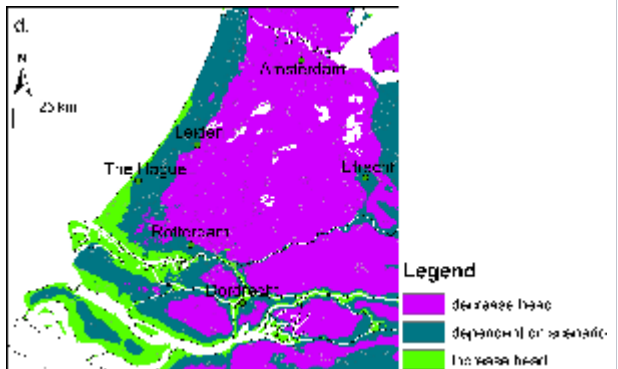 d.
N
25 km
Amsterdam
Leiden
The Hague
Utrecht
Rotterdam
Dordrecht
Legend
decrease head
dependent on scenario
increase head